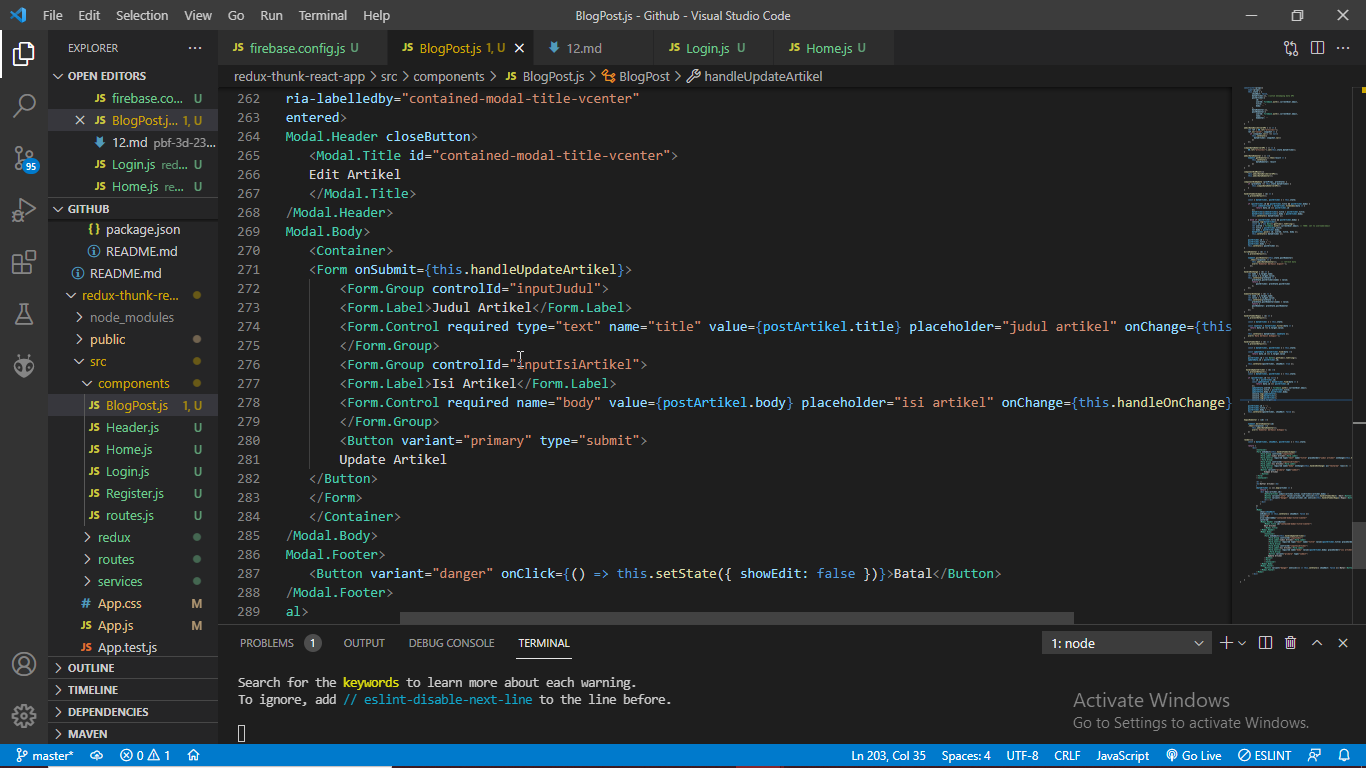 File Edit Selection View Go Run Terminal Help BlogPost.js - Github - Visual Studio Code
EXPLORER
OPEN EDITORS
JS firebase.co... U
JS BlogPost.j... 1, U
12.md pbf-3d-23...
JS Login.js red... U
JS Home.js re... U
GITHUB
{} package.json
README.md
README.md
redux-thunk-re...
node_modules
public
src
components
JS BlogPost.js 1, U
JS Header.js U
JS Home.js U
JS Login.js U
JS Register.js U
JS routes.js U
redux
routes
services
# App.css M
JS App.js M
JS App.test.js
OUTLINE
TIMELINE
DEPENDENCIES
MAVEN
95
JS firebase.config.js U JS BlogPost.js 1, U 12.md JS Login.js U JS Home.js U
redux-thunk-react-app > src > components > JS BlogPost.js > BlogPost > handleUpdateArtikel
262 ria-labelledby="contained-modal-title-vcenter"
263 entered>
264 Modal.Header closeButton>
265 <Modal.Title id="contained-modal-title-vcenter">
266 Edit Artikel
267 </Modal.Title>
268 /Modal.Header>
269 Modal.Body>
270 <Container>
271 <Form onSubmit={this.handleUpdateArtikel}>
272 <Form.Group controlId="inputJudul">
273 <Form.Label>Judul Artikel</Form.Label>
274 <Form.Control required type="text" name="title" value={postArtikel.title} placeholder="judul artikel" onChange={this
275 </Form.Group>
276 <Form.Group controlId="inputIsiArtikel">
277 <Form.Label>Isi Artikel</Form.Label>
278 <Form.Control required name="body" value={postArtikel.body} placeholder="isi artikel" onChange={this.handleOnChange}
279 </Form.Group>
280 <Button variant="primary" type="submit">
281 Update Artikel
282 </Button>
283 </Form>
284 </Container>
285 /Modal.Body>
286 Modal.Footer>
287 <Button variant="danger" onClick={() => this.setState({ showEdit: false })}>Batal</Button>
288 /Modal.Footer>
289 al>
PROBLEMS 1 OUTPUT DEBUG CONSOLE TERMINAL 1: node
Search for the keywords to learn more about each warning.
To ignore, add // eslint-disable-next-line to the line before.
Activate Windows
Go to Settings to activate Windows.
master* 0 1 Ln 203, Col 35 Spaces: 4 UTF-8 CRLF JavaScript Go Live ESLINT